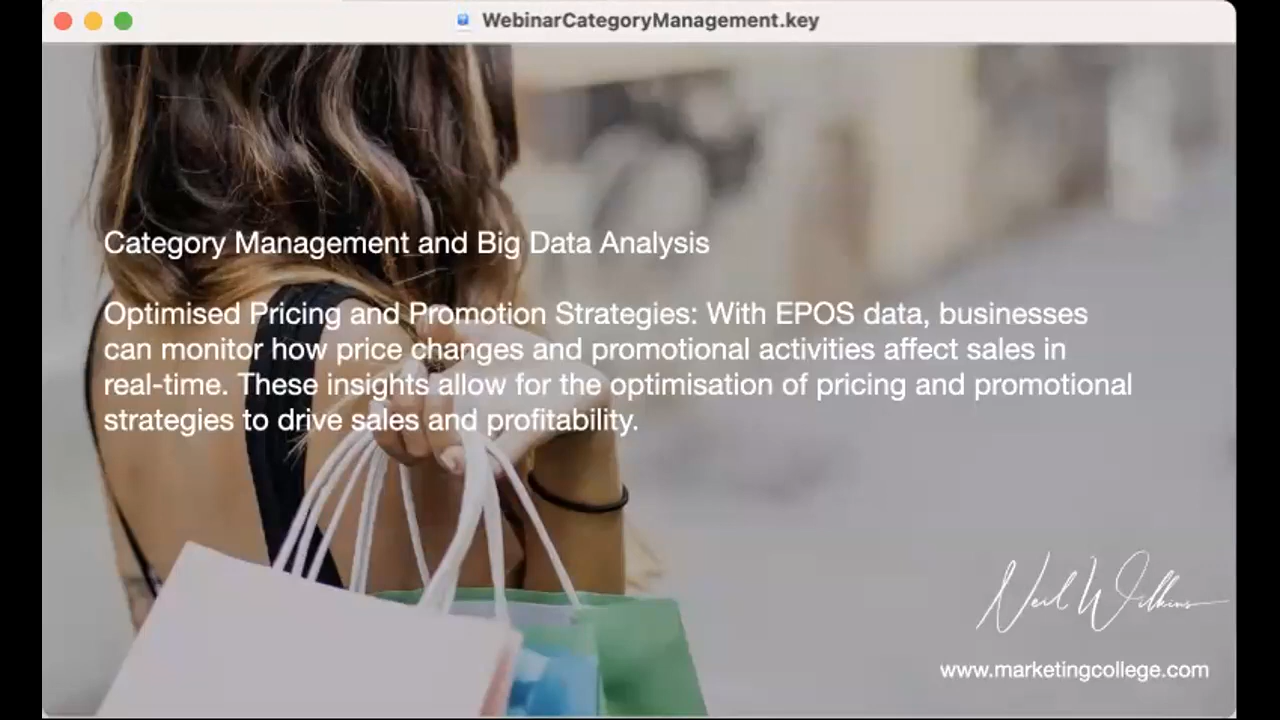 WebinarCategoryManagement.key
Category Management and Big Data Analysis
Optimised Pricing and Promotion Strategies: With EPOS data, businesses
can monitor how price changes and promotional activities affect sales in
real-time. These insights allow for the optimisation of pricing and promotional
strategies to drive sales and profitability.
Neil Wilkins
www.marketingcollege.com